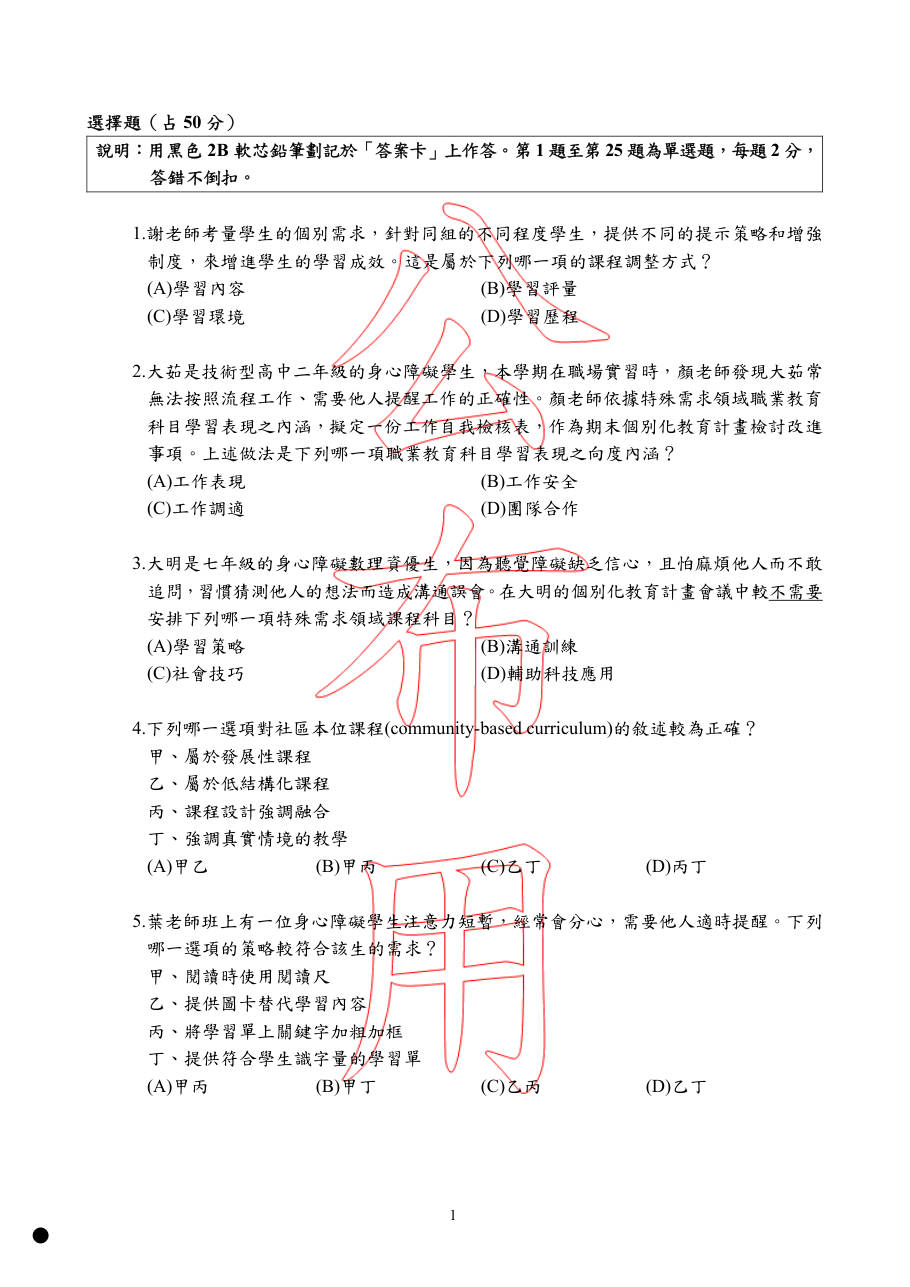 選擇題（占 50 分）
說明：用黑色 2B 軟芯鉛筆劃記於「答案卡」上作答。第 1 題至第 25 題為單選題，每題 2 分，
答錯不倒扣。
1.謝老師考量學生的個別需求，針對同組的不同程度學生，提供不同的提示策略和增強
制度，來增進學生的學習成效。這是屬於下列哪一項的課程調整方式？
(A)學習內容 (B)學習評量
(C)學習環境 (D)學習歷程
2.大茹是技術型高中二年級的身心障礙學生，本學期在職場實習時，顏老師發現大茹常
無法按照流程工作、需要他人提醒工作的正確性。顏老師依據特殊需求領域職業教育
科目學習表現之內涵，擬定一份工作自我檢核表，作為期末個別化教育計畫檢討改進
事項。上述做法是下列哪一項職業教育科目學習表現之向度內涵？
(A)工作表現 (B)工作安全
(C)工作調適 (D)團隊合作
3.大明是七年級的身心障礙數理資優生，因為聽覺障礙缺乏信心，且怕麻煩他人而不敢
追問，習慣猜測他人的想法而造成溝通誤會。在大明的個別化教育計畫會議中較不需要
安排下列哪一項特殊需求領域課程科目？
(A)學習策略 (B)溝通訓練
(C)社會技巧 (D)輔助科技應用
4.下列哪一選項對社區本位課程(community-based curriculum)的敘述較為正確？
甲、屬於發展性課程
乙、屬於低結構化課程
丙、課程設計強調融合
丁、強調真實情境的教學
(A)甲乙 (B)甲丙 (C)乙丁 (D)丙丁
5.葉老師班上有一位身心障礙學生注意力短暫，經常會分心，需要他人適時提醒。下列
哪一選項的策略較符合該生的需求？
甲、閱讀時使用閱讀尺
乙、提供圖卡替代學習內容
丙、將學習單上關鍵字加粗加框
丁、提供符合學生識字量的學習單
(A)甲丙 (B)甲丁 (C)乙丙 (D)乙丁
公布用
1